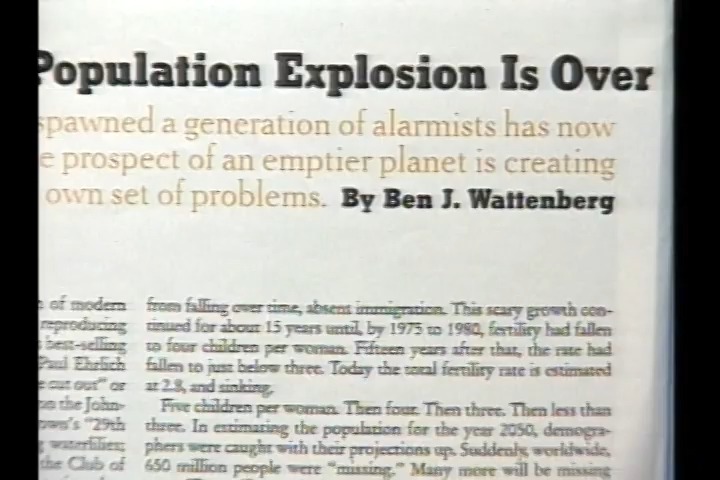 Population Explosion Is Over
spawned a generation of alarmists has now
e prospect of an emptier planet is creating
own set of problems. By Ben J. Wattenberg
of modern
reproducing
best-selling
Paul Ehrlich
cut out" or
on the John-
own's "29th
waterlilies;
the Club of
from falling over time, absent immigration. This scary growth con-
tinued for about 15 years until, by 1975 to 1980, fertility had fallen
to four children per woman. Fifteen years after that, the rate had
fallen to just below three. Today the total fertility rate is estimated
at 2.8, and sinking.
Five children per woman. Then four. Then three. Then less than
three. In estimating the population for the year 2050, demogra-
phers were caught with their projections up. Suddenly, worldwide,
650 million people were "missing." Many more will be missing